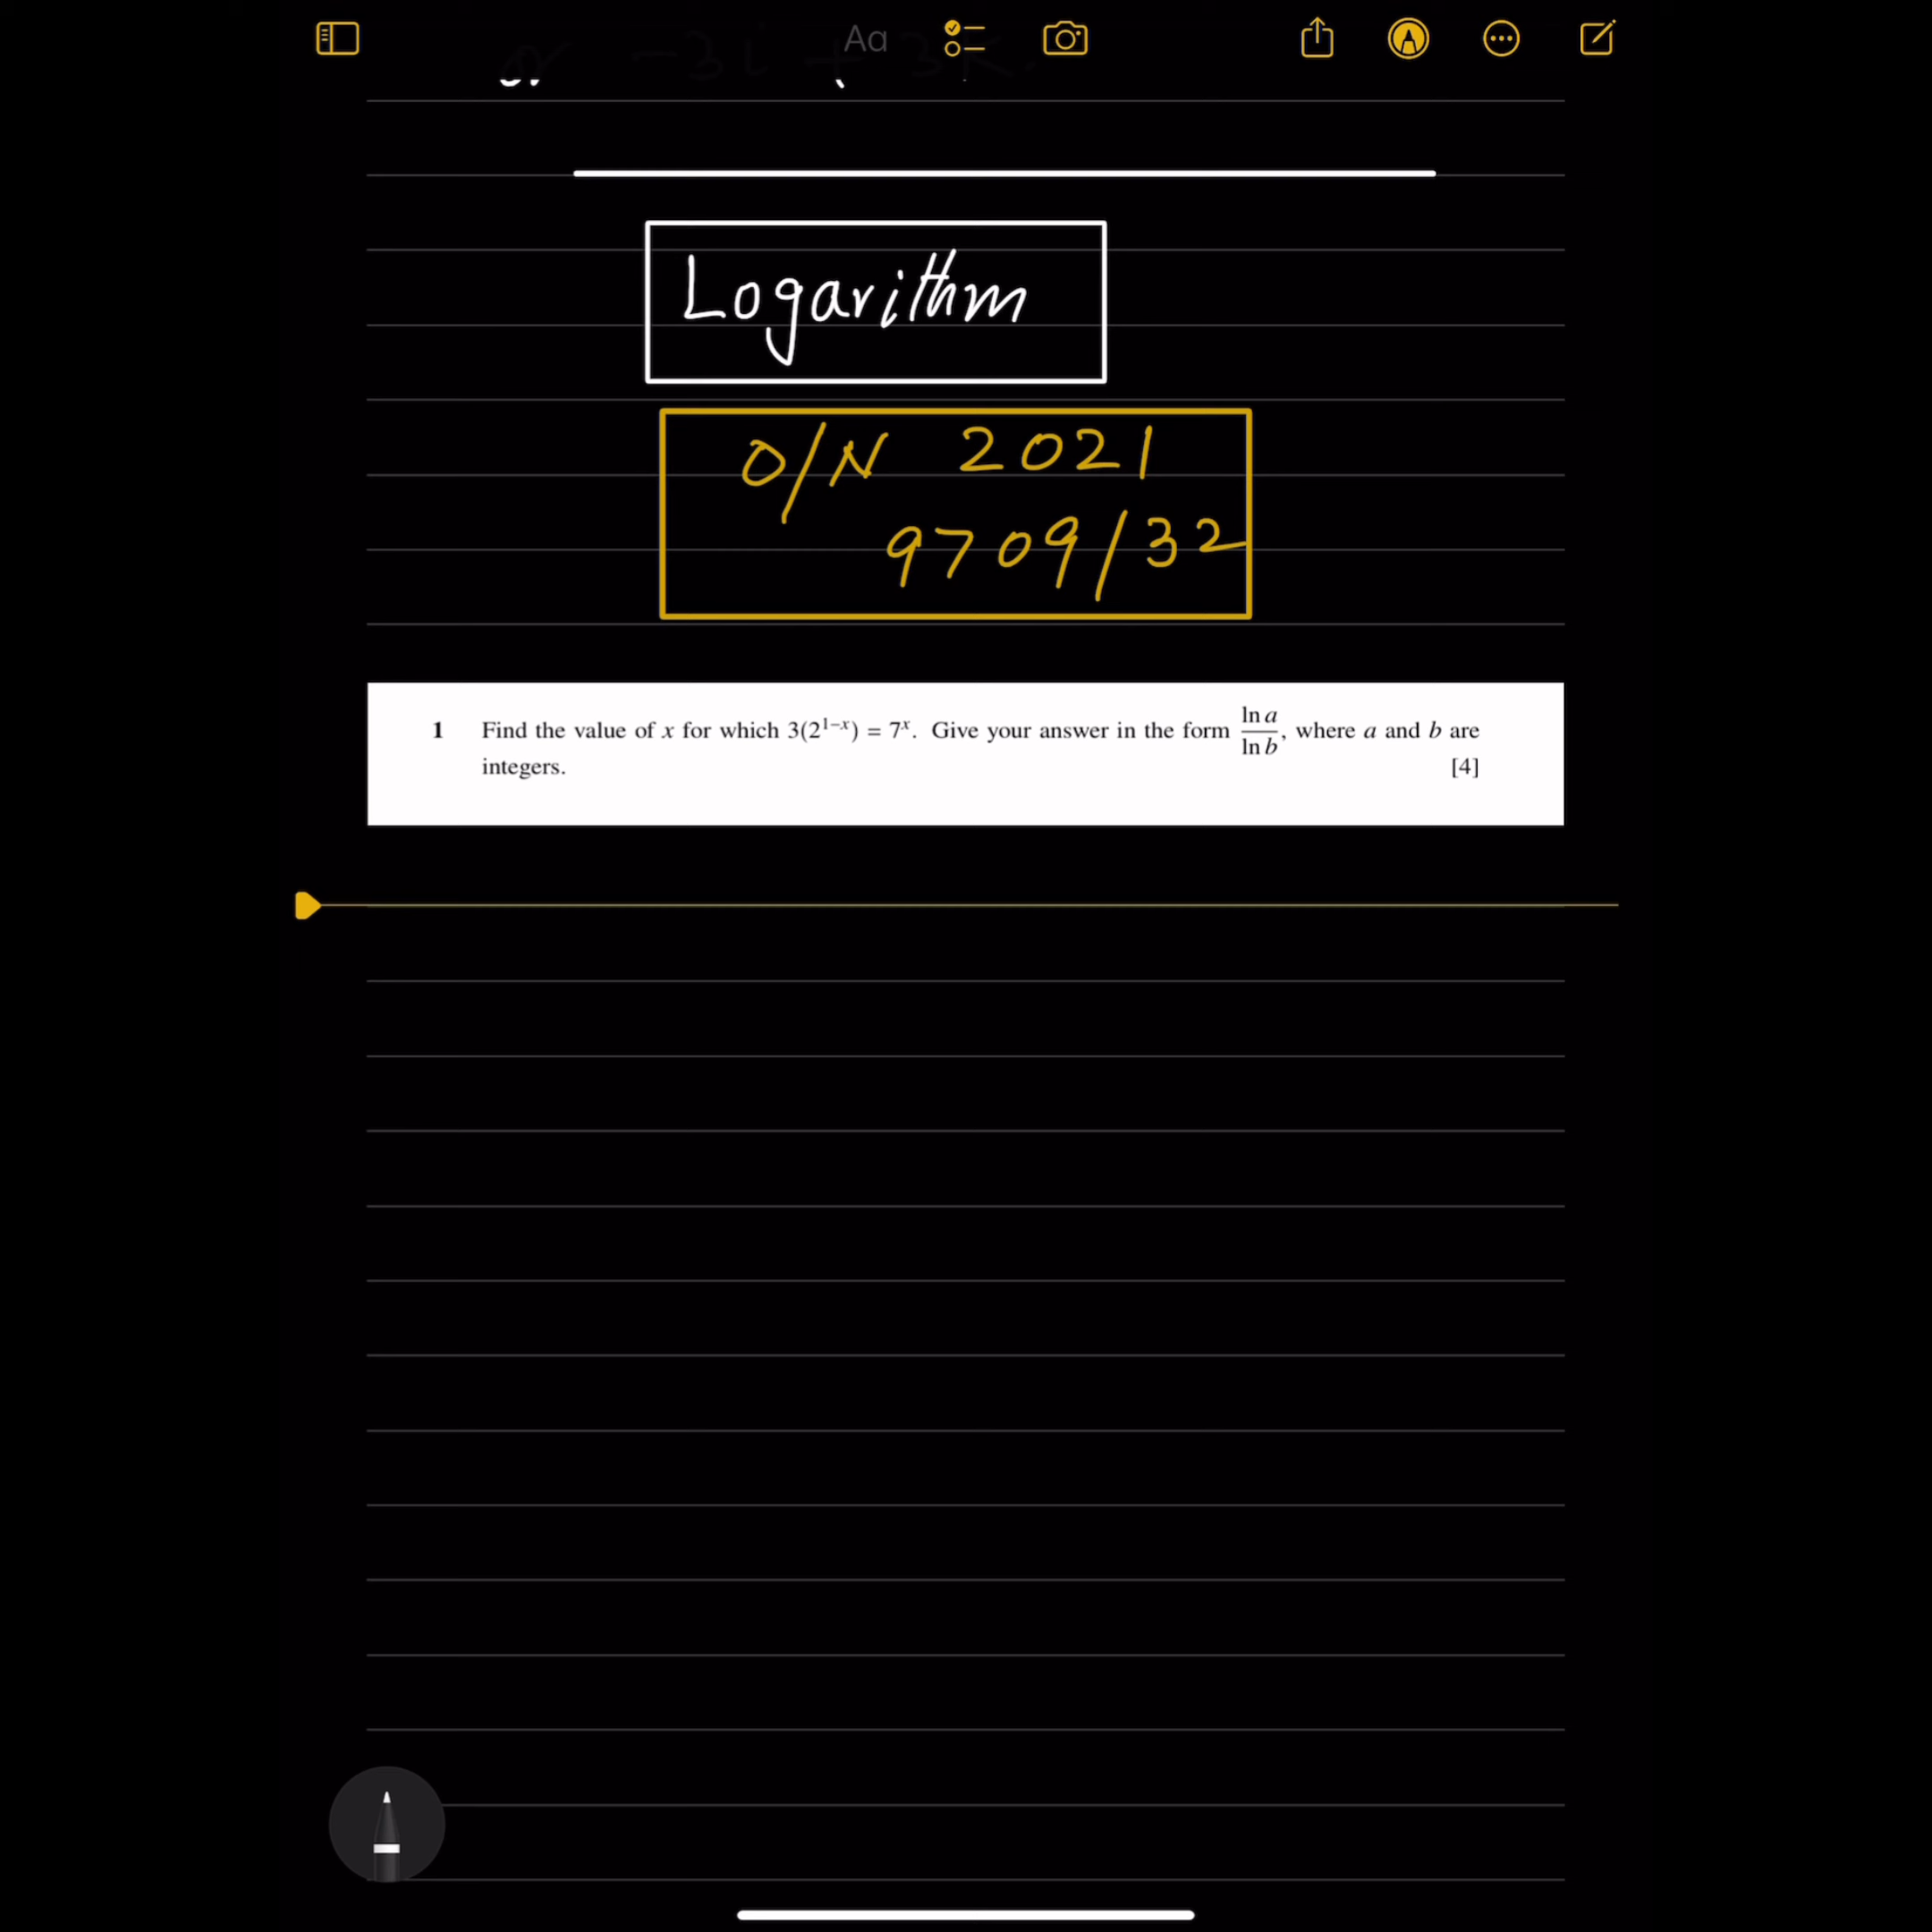 Aa
Logarithm
O/N 2021
9709/32
1 Find the value of x for which 3(2^{1−x}) = 7^x. Give your answer in the form \frac{\ln a}{\ln b}, where a and b are
integers. [4]